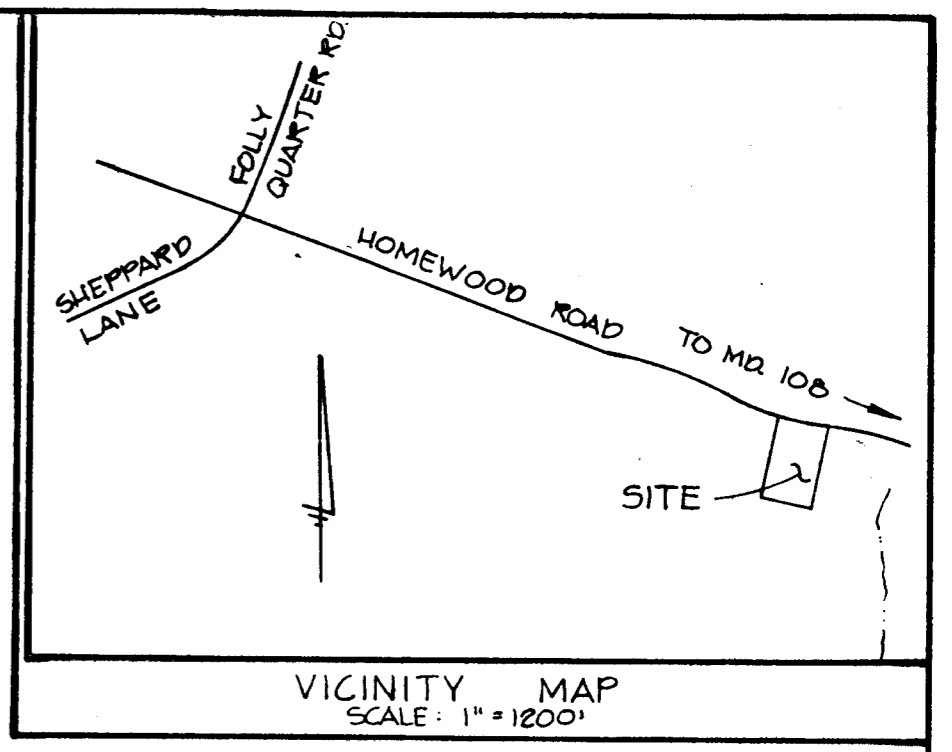 FOLLY
QUARTER RD.
SHEPPARD
LANE
HOMEWOOD ROAD TO MD. 108
SITE
VICINITY MAP
SCALE: 1" = 1200'